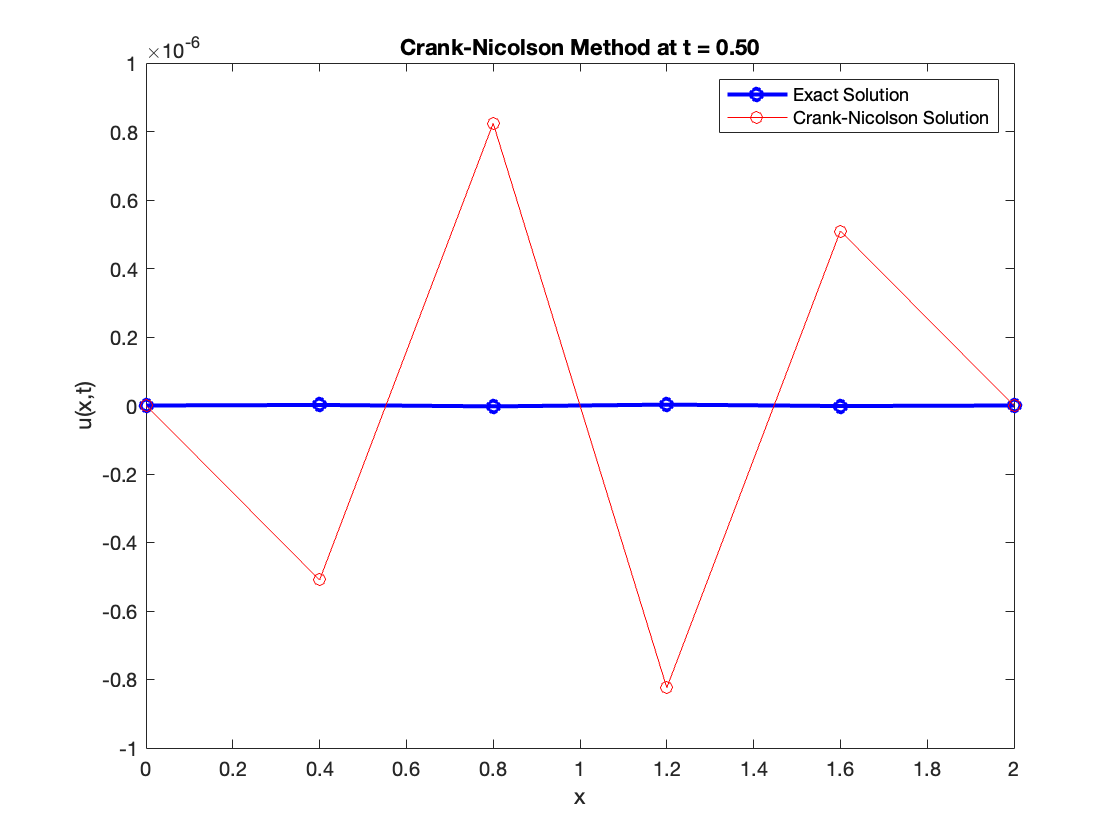 Crank-Nicolson Method at t = 0.50
×10-6
Exact Solution
Crank-Nicolson Solution
1
0.8
0.6
0.4
0.2
0
-0.2
-0.4
-0.6
-0.8
-1
u(x,t)
0 0.2 0.4 0.6 0.8 1 1.2 1.4 1.6 1.8 2
x